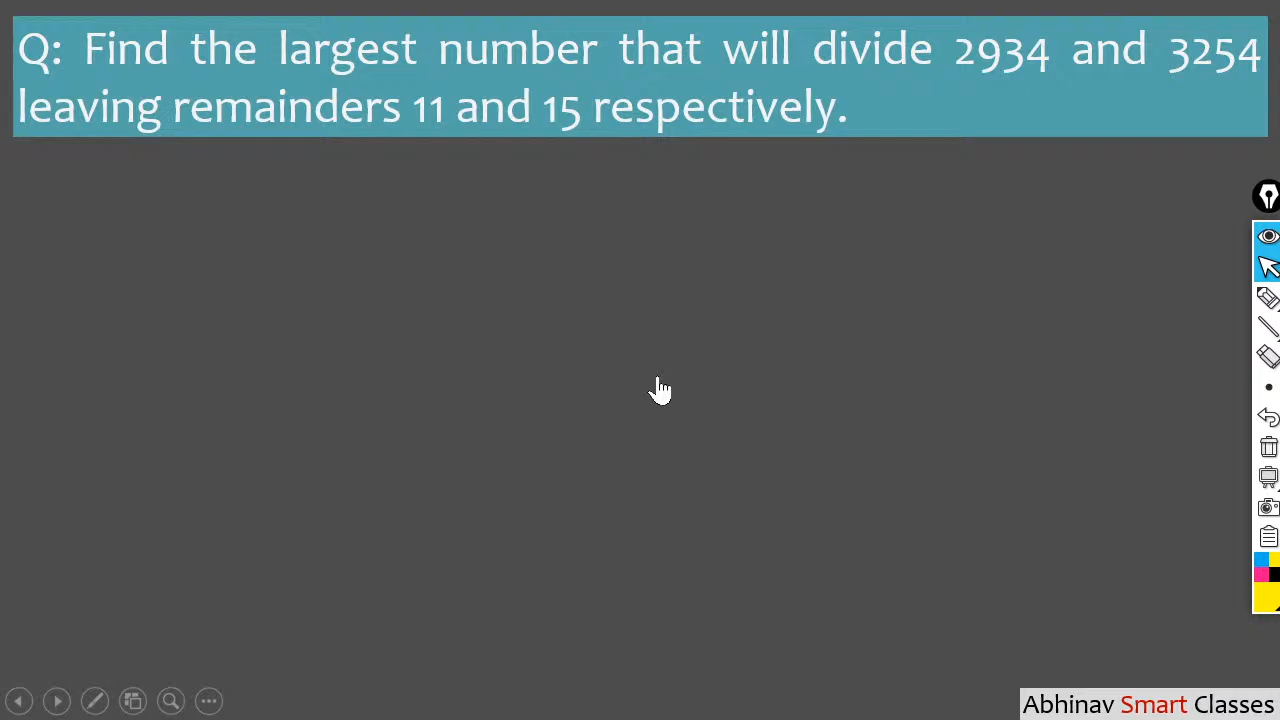 Q: Find the largest number that will divide 2934 and 3254
leaving remainders 11 and 15 respectively.
Abhinav Smart Classes